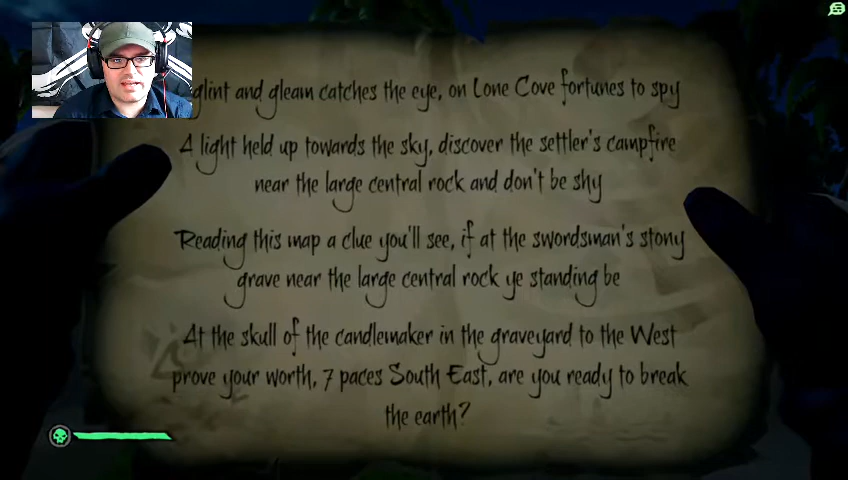 glint and gleam catches the eye, on Lone Cove fortunes to spy
A light held up towards the sky, discover the settler's campfire
near the large central rock and don't be shy
Reading this map a clue you'll see, if at the swordsman's stony
grave near the large central rock ye standing be
At the skull of the candlemaker in the graveyard to the West
prove your worth, 7 paces South East, are you ready to break
the earth?